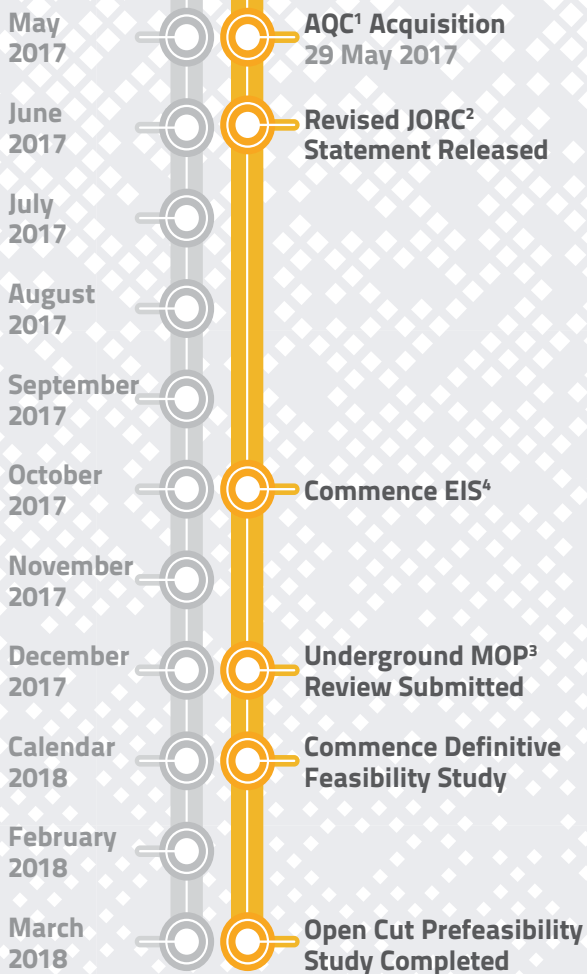 May
2017
AQC¹ Acquisition
29 May 2017
June
2017
Revised JORC²
Statement Released
July
2017
August
2017
September
2017
October
2017
Commence EIS⁴
November
2017
December
2017
Underground MOP³
Review Submitted
Calendar
2018
Commence Definitive
Feasibility Study
February
2018
March
2018
Open Cut Prefeasibility
Study Completed